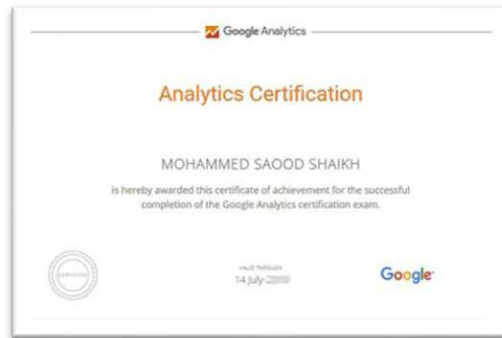 Google Analytics
Analytics Certification
MOHAMMED SAOOD SHAIKH
is hereby awarded this certificate of achievement for the successful
completion of the Google Analytics certification exam.
VALID THROUGH
14 July
Google